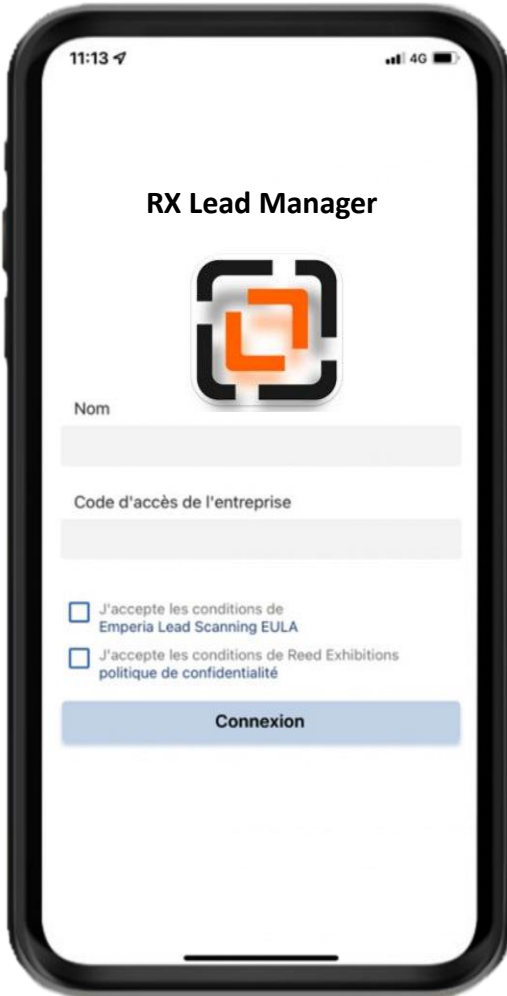 11:13
4G
RX Lead Manager
Nom
Code d'accès de l'entreprise
J'accepte les conditions de
Emperia Lead Scanning EULA
J'accepte les conditions de Reed Exhibitions
politique de confidentialité
Connexion